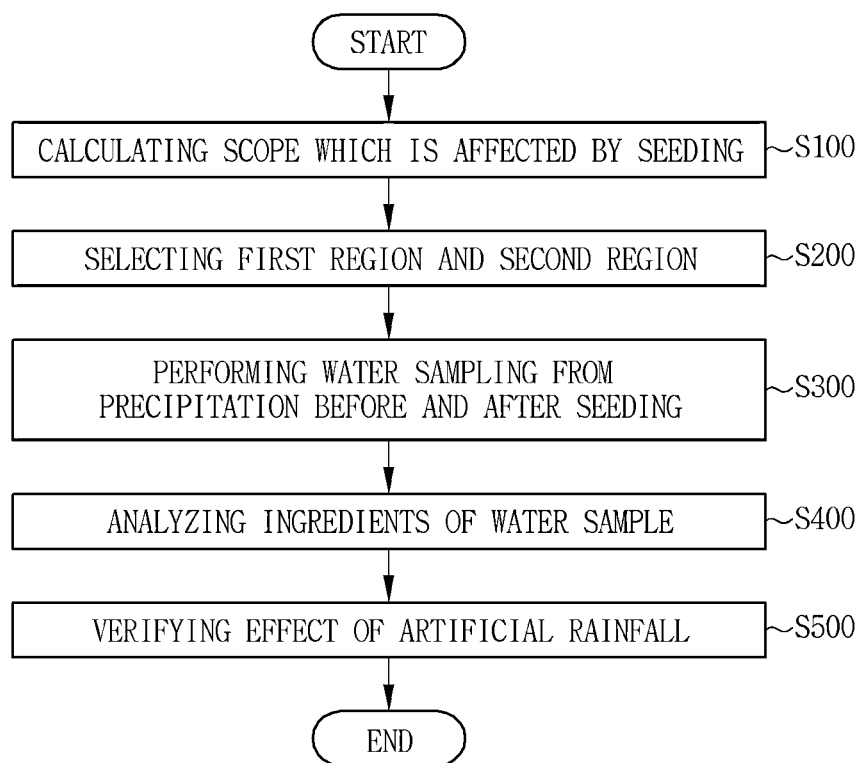 START
CALCULATING SCOPE WHICH IS AFFECTED BY SEEDING
S100
SELECTING FIRST REGION AND SECOND REGION
S200
PERFORMING WATER SAMPLING FROM
PRECIPITATION BEFORE AND AFTER SEEDING
S300
ANALYZING INGREDIENTS OF WATER SAMPLE
S400
VERIFYING EFFECT OF ARTIFICIAL RAINFALL
S500
END